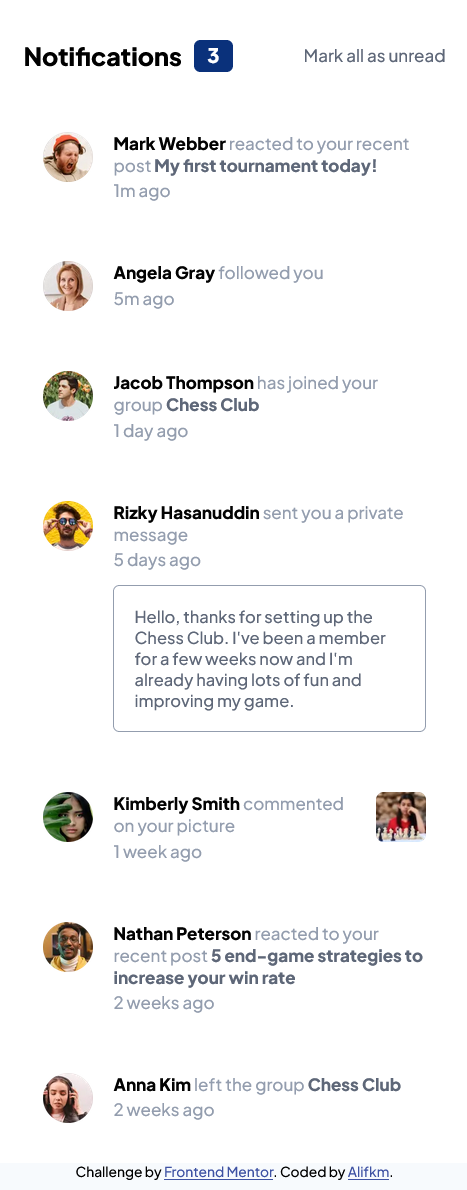 Notifications 3 Mark all as unread
Mark Webber reacted to your recent
post My first tournament today!
1m ago
Angela Gray followed you
5m ago
Jacob Thompson has joined your
group Chess Club
1 day ago
Rizky Hasanuddin sent you a private
message
5 days ago
Hello, thanks for setting up the
Chess Club. I've been a member
for a few weeks now and I'm
already having lots of fun and
improving my game.
Kimberly Smith commented
on your picture
1 week ago
Nathan Peterson reacted to your
recent post 5 end-game strategies to
increase your win rate
2 weeks ago
Anna Kim left the group Chess Club
2 weeks ago
Challenge by Frontend Mentor. Coded by Alifkm.